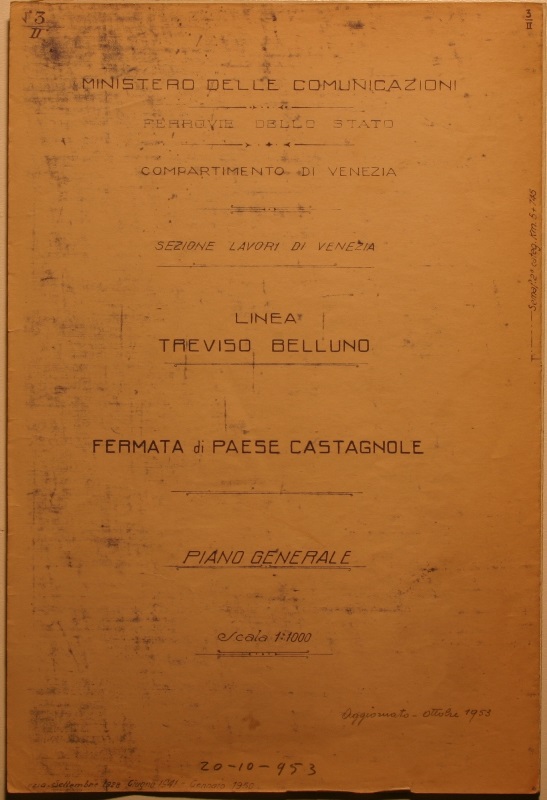 3
II
3
II
MINISTERO DELLE COMUNICAZIONI
FERROVIE DELLO STATO
COMPARTIMENTO DI VENEZIA
SEZIONE LAVORI DI VENEZIA
LINEA
TREVISO BELLUNO
FERMATA di PAESE CASTAGNOLE
PIANO GENERALE
Scala 1:1000
Aggiornato - ottobre 1953
20-10-953
Gennaio